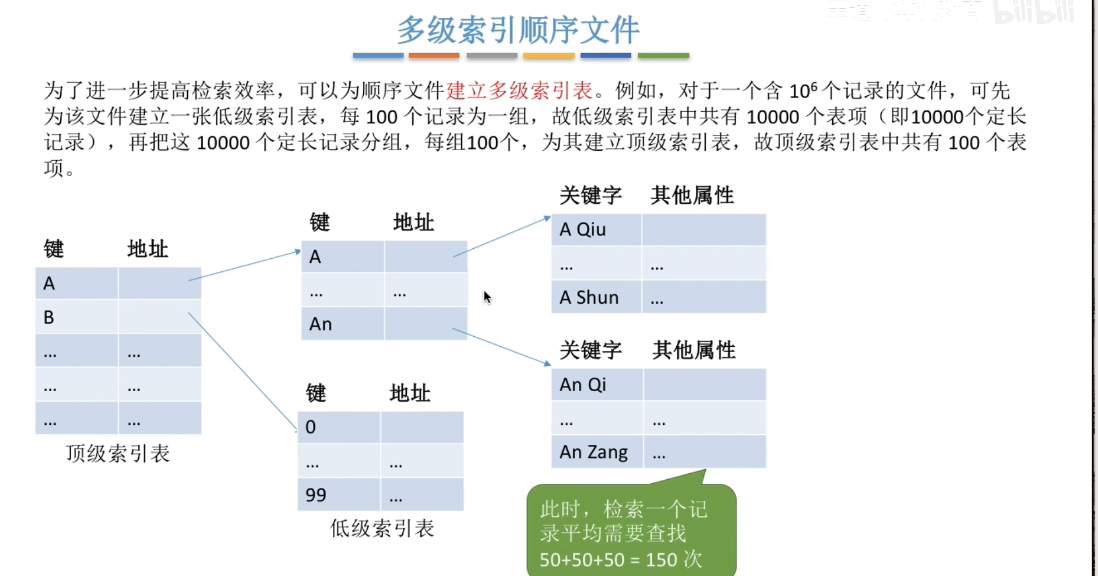 多级索引顺序文件
bilibili
为了进一步提高检索效率，可以为顺序文件建立多级索引表。例如，对于一个含 10⁶ 个记录的文件，可先
为该文件建立一张低级索引表，每 100 个记录为一组，故低级索引表中共有 10000 个表项（即10000个定长
记录），再把这 10000 个定长记录分组，每组100个，为其建立顶级索引表，故顶级索引表中共有 100 个表
项。
键 地址
A
B
... ...
... ...
... ...
顶级索引表
键 地址
A
... ...
An
键 地址
0
... ...
99 ...
低级索引表
关键字 其他属性
A Qiu
... ...
A Shun ...
关键字 其他属性
An Qi
... ...
An Zang ...
此时，检索一个记
录平均需要查找
50+50+50 = 150 次